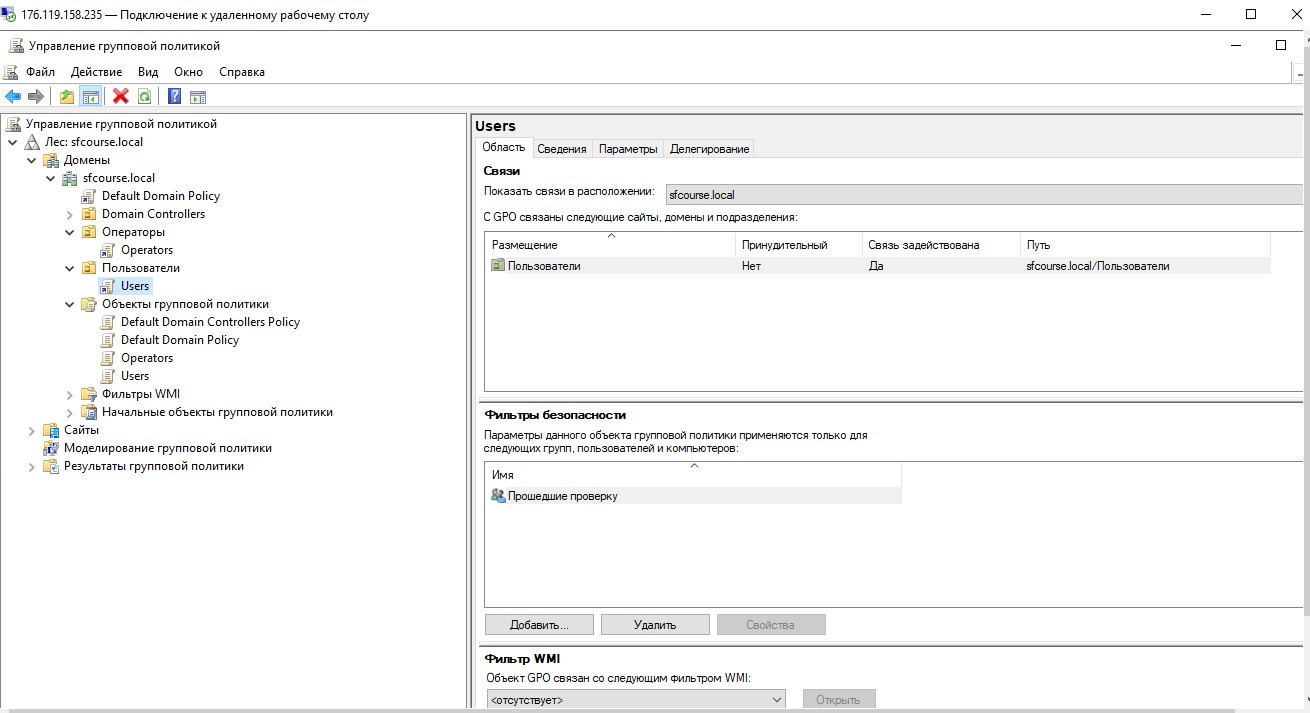 176.119.158.235 — Подключение к удаленному рабочему столу
Управление групповой политикой
Файл Действие Вид Окно Справка
Управление групповой политикой
Лес: sfcourse.local
Домены
sfcourse.local
Default Domain Policy
Domain Controllers
Операторы
Operators
Пользователи
Users
Объекты групповой политики
Default Domain Controllers Policy
Default Domain Policy
Operators
Users
Фильтры WMI
Начальные объекты групповой политики
Сайты
Моделирование групповой политики
Результаты групповой политики
Users
Область Сведения Параметры Делегирование
Связи
Показать связи в расположении: sfcourse.local
С GPO связаны следующие сайты, домены и подразделения:
Размещение Принудительный Связь задействована Путь
Пользователи Нет Да sfcourse.local/Пользователи
Фильтры безопасности
Параметры данного объекта групповой политики применяются только для
следующих групп, пользователей и компьютеров:
Имя
Прошедшие проверку
Добавить... Удалить Свойства
Фильтр WMI
Объект GPO связан со следующим фильтром WMI:
<отсутствует> Открыть